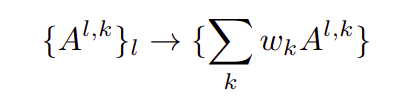 {A^{l,k}}_l → {∑_k w_k A^{l,k}}